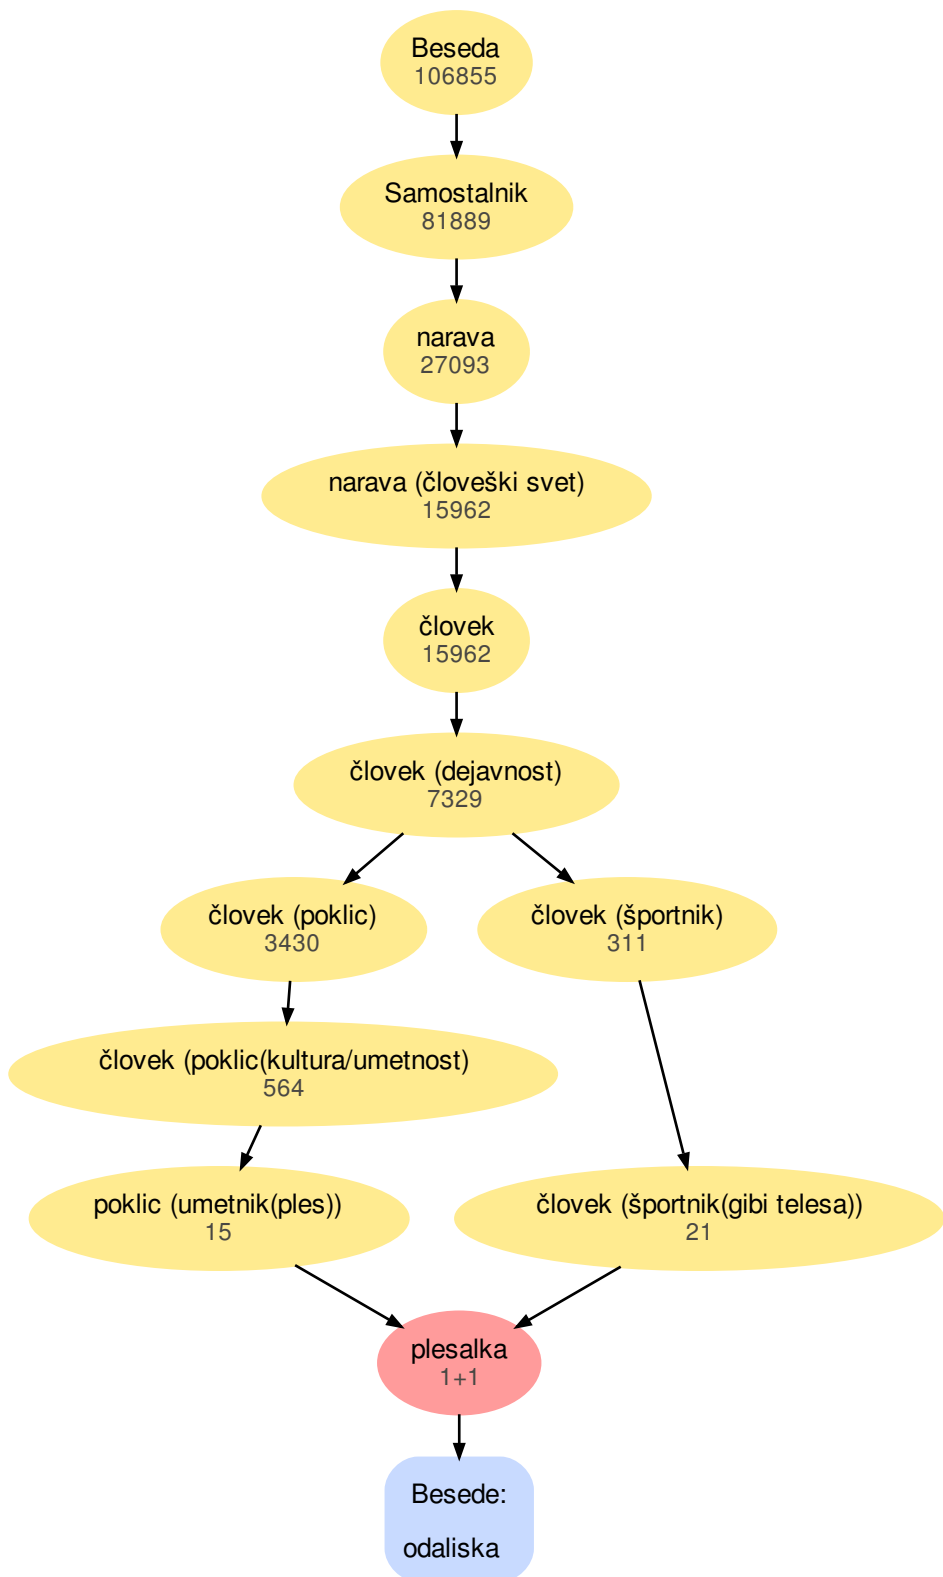 Beseda
106855
Samostalnik
81889
narava
27093
narava (človeški svet)
15962
človek
15962
človek (dejavnost)
7329
človek (poklic)
3430
človek (športnik)
311
človek (poklic(kultura/umetnost)
564
poklic (umetnik(ples))
15
človek (športnik(gibi telesa))
21
plesalka
1+1
Besede:
odaliska